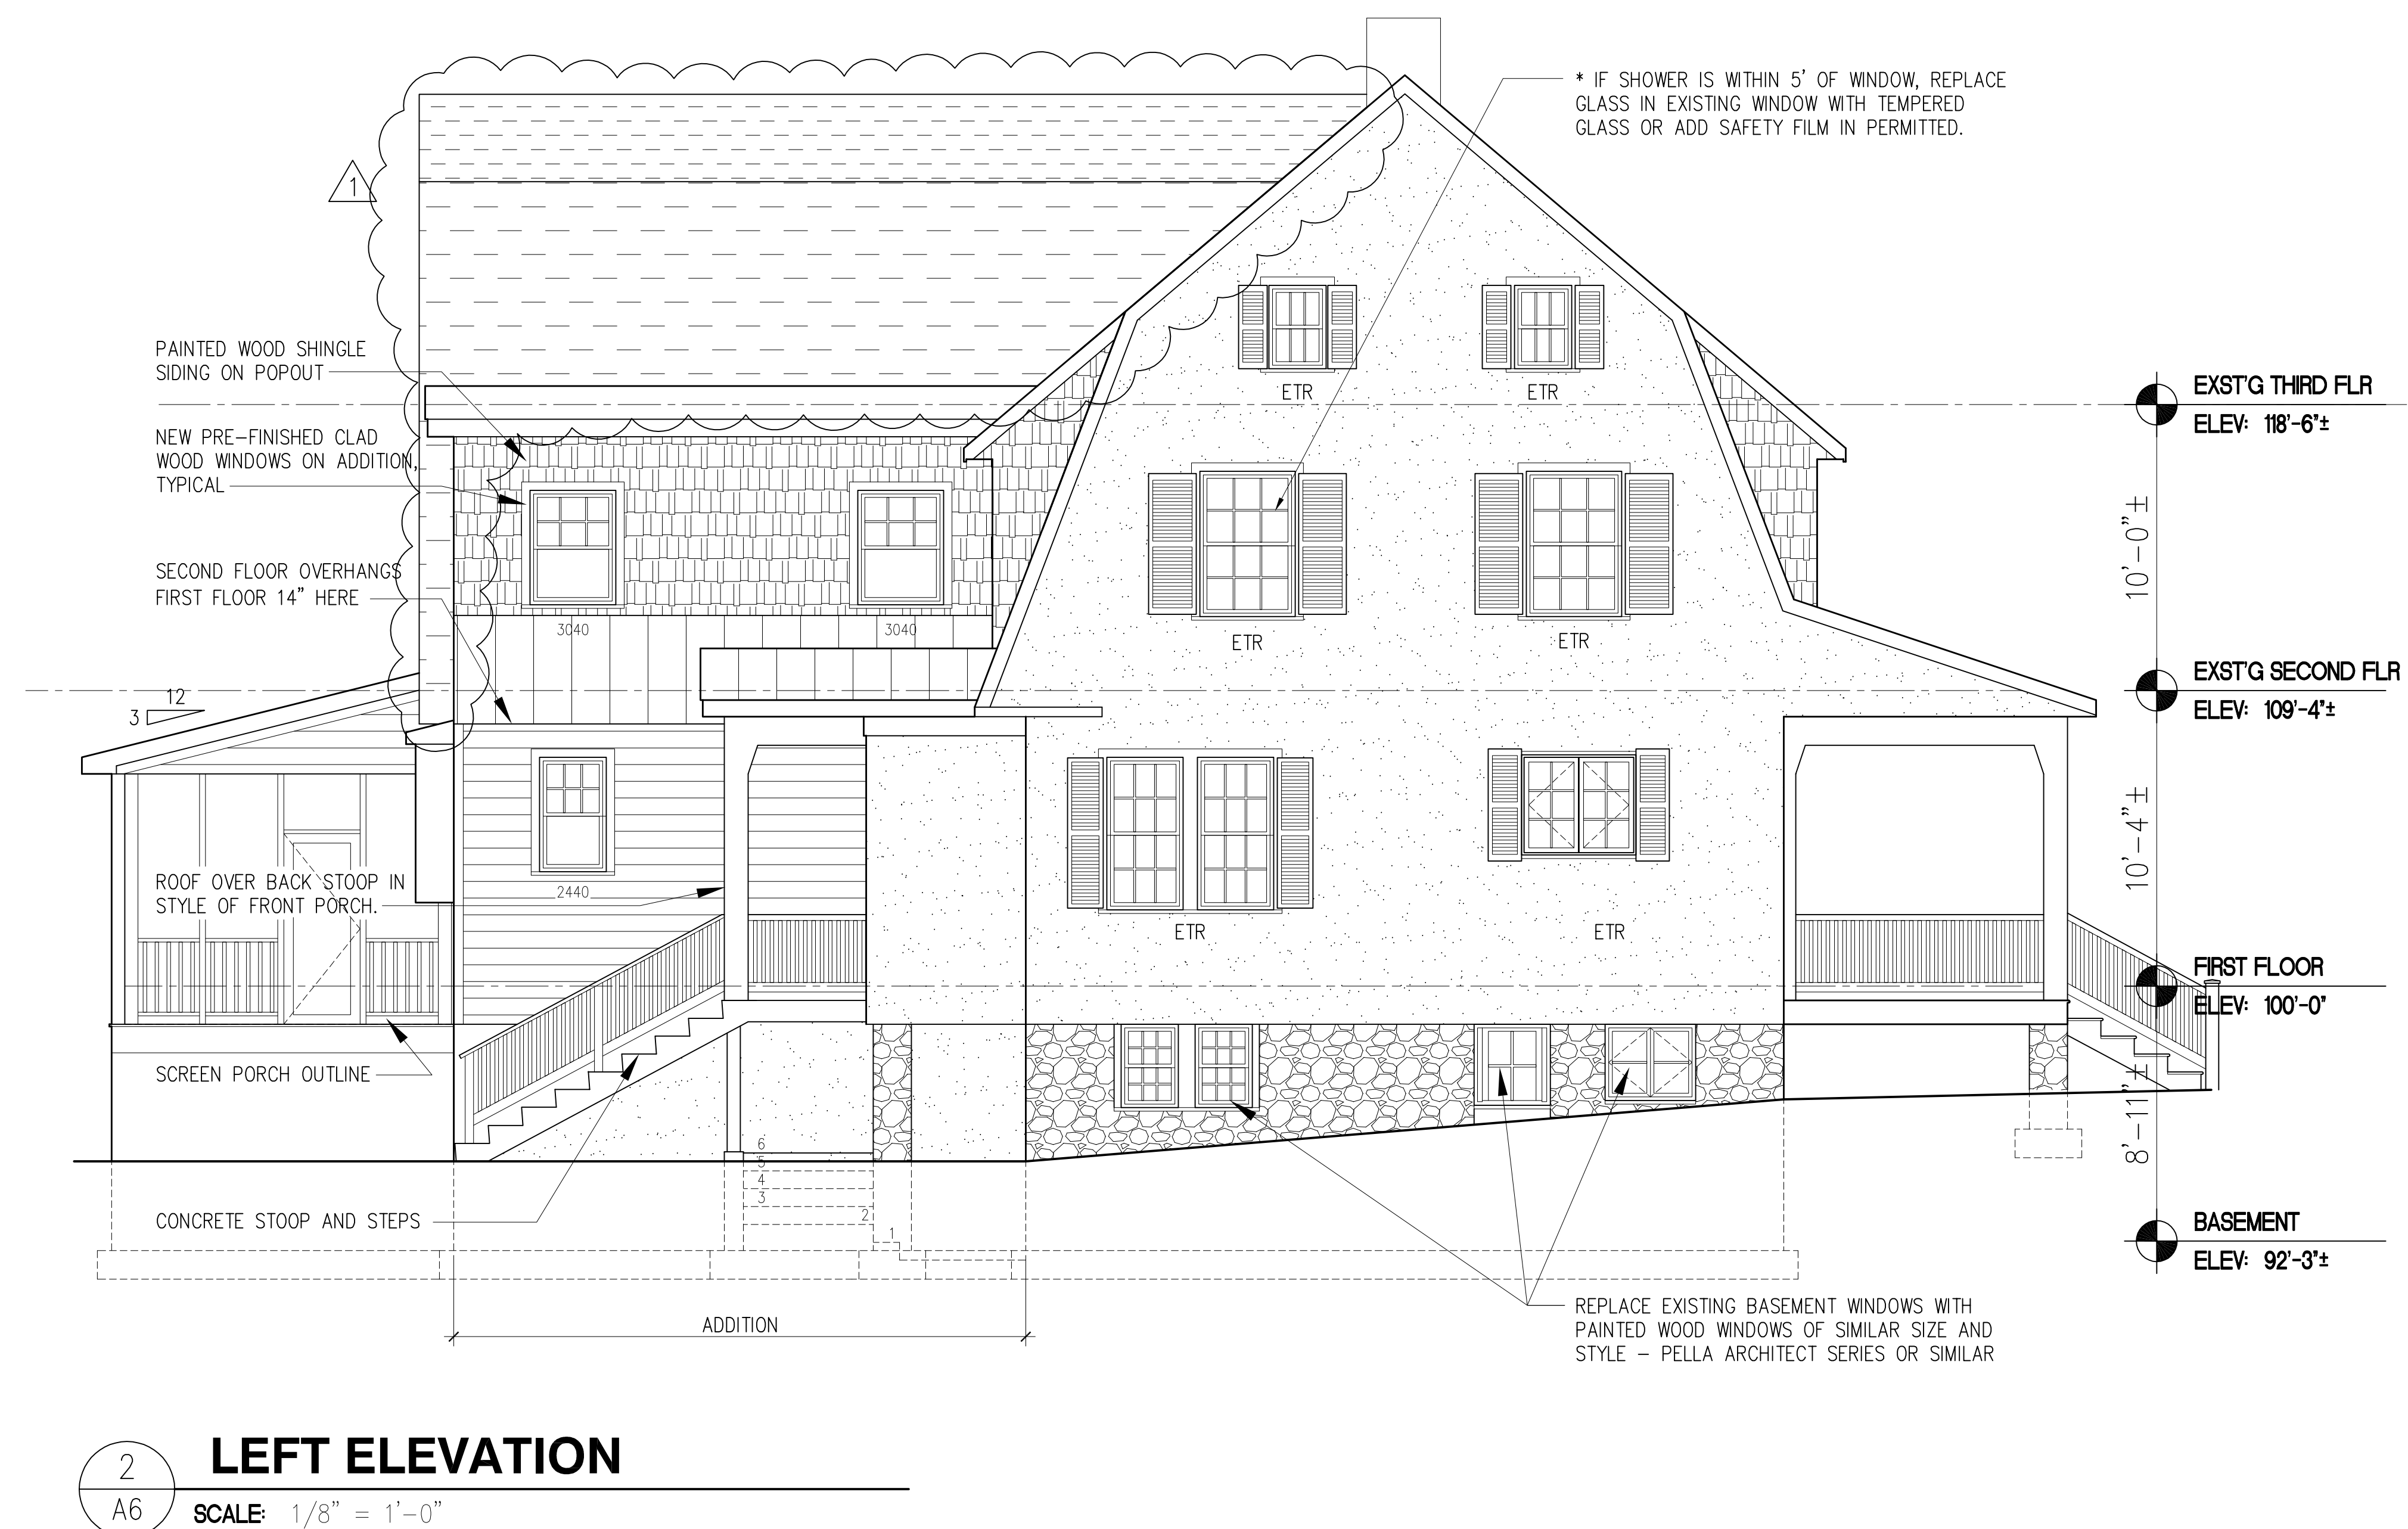 * IF SHOWER IS WITHIN 5' OF WINDOW, REPLACE
GLASS IN EXISTING WINDOW WITH TEMPERED
GLASS OR ADD SAFETY FILM IN PERMITTED.
1
PAINTED WOOD SHINGLE
SIDING ON POPOUT
NEW PRE-FINISHED CLAD
WOOD WINDOWS ON ADDITION,
TYPICAL
SECOND FLOOR OVERHANGS
FIRST FLOOR 14" HERE
12
3
ROOF OVER BACK STOOP IN
STYLE OF FRONT PORCH.
SCREEN PORCH OUTLINE
CONCRETE STOOP AND STEPS
3040
3040
2440
ETR
ETR
ETR
ETR
ETR
ETR
6
5
4
3
2
1
ADDITION
REPLACE EXISTING BASEMENT WINDOWS WITH
PAINTED WOOD WINDOWS OF SIMILAR SIZE AND
STYLE - PELLA ARCHITECT SERIES OR SIMILAR
EXST'G THIRD FLR
ELEV: 118'-6"±
10'-0"±
EXST'G SECOND FLR
ELEV: 109'-4"±
10'-4"±
FIRST FLOOR
ELEV: 100'-0"
8'-11"±
BASEMENT
ELEV: 92'-3"±
2
A6
LEFT ELEVATION
SCALE: 1/8" = 1'-0"